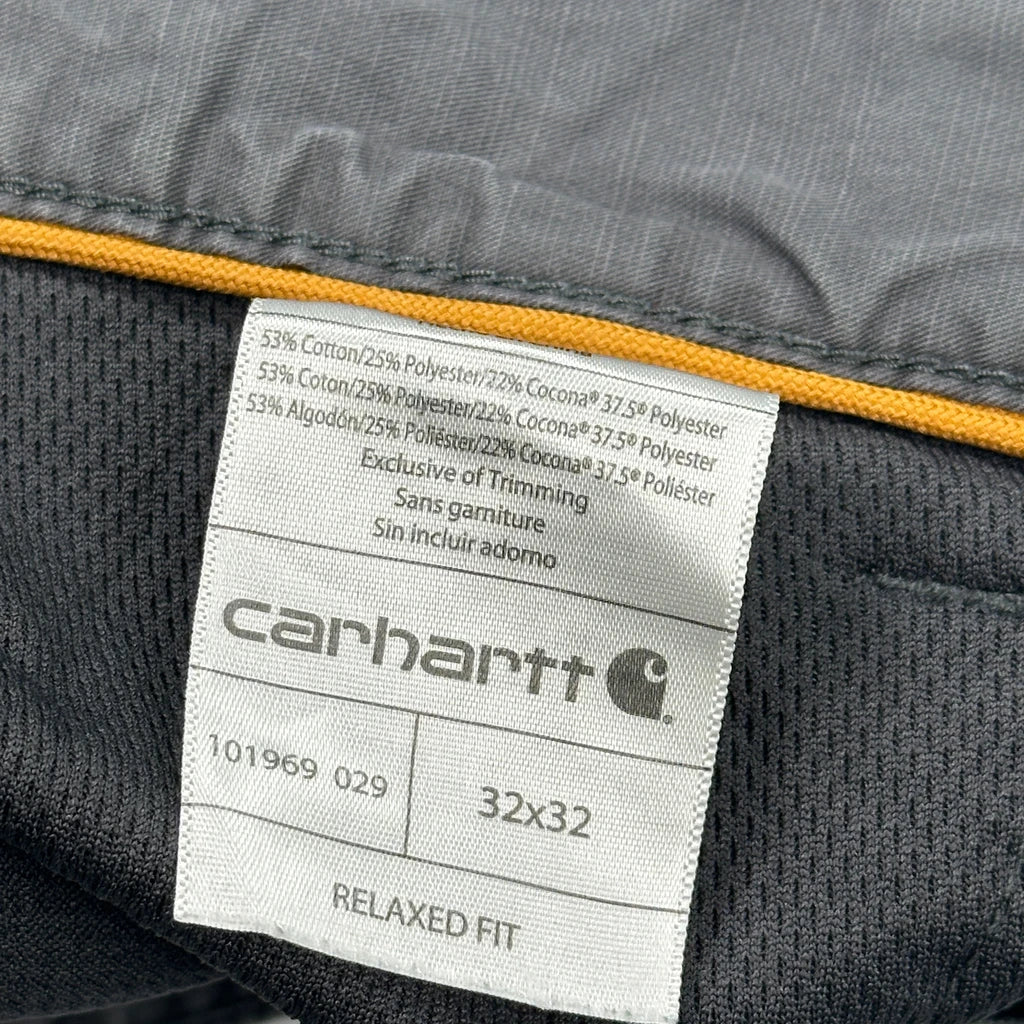 53% Cotton/25% Polyester/22% Cocona® 37.5® Polyester
53% Coton/25% Polyester/22% Cocona® 37.5® Polyester
53% Algodón/25% Poliéster/22% Cocona® 37.5® Poliéster
Exclusive of Trimming
Sans garniture
Sin incluir adorno
carhartt
101969 029
32x32
RELAXED FIT